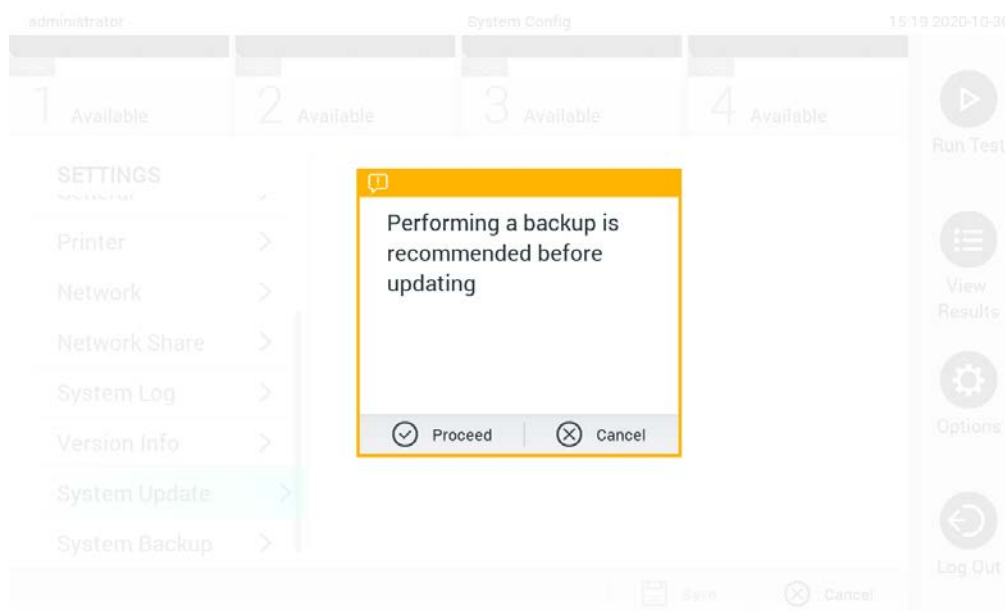 administrator
System Config
15:19 2020-10-30
1 Available
2 Available
3 Available
4 Available
Run Test
SETTINGS
General
Performing a backup is
recommended before
updating
Printer
Network
View
Results
Network Share
System Log
Proceed
Cancel
Options
Version Info
System Update
System Backup
Log Out
Save
Cancel